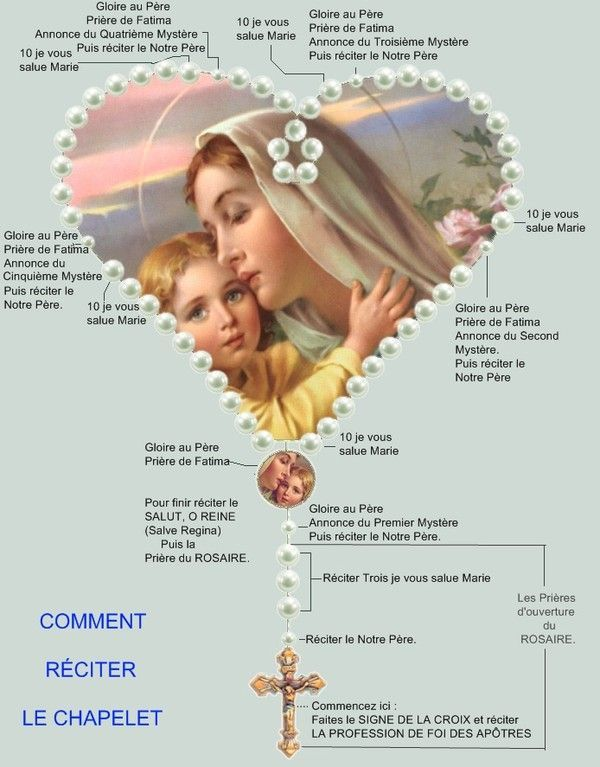 Gloire au Père
Prière de Fatima
Annonce du Quatrième Mystère
Puis réciter le Notre Père
10 je vous
salue Marie
10 je vous
salue Marie
Gloire au Père
Prière de Fatima
Annonce du Troisième Mystère
Puis réciter le Notre Père
10 je vous
salue Marie
Gloire au Père
Prière de Fatima
Annonce du
Cinquième Mystère
Puis réciter le
Notre Père.
10 je vous
salue Marie
Gloire au Père
Prière de Fatima
Annonce du Second
Mystère.
Puis réciter le
Notre Père
10 je vous
salue Marie
Gloire au Père
Prière de Fatima
Pour finir réciter le
SALUT, O REINE
(Salve Regina)
Puis la
Prière du ROSAIRE.
Gloire au Père
Annonce du Premier Mystère
Puis réciter le Notre Père.
Réciter Trois je vous salue Marie
Les Prières
d'ouverture
du
ROSAIRE.
Réciter le Notre Père.
COMMENT
RÉCITER
LE CHAPELET
Commencez ici :
Faites le SIGNE DE LA CROIX et réciter
LA PROFESSION DE FOI DES APÔTRES